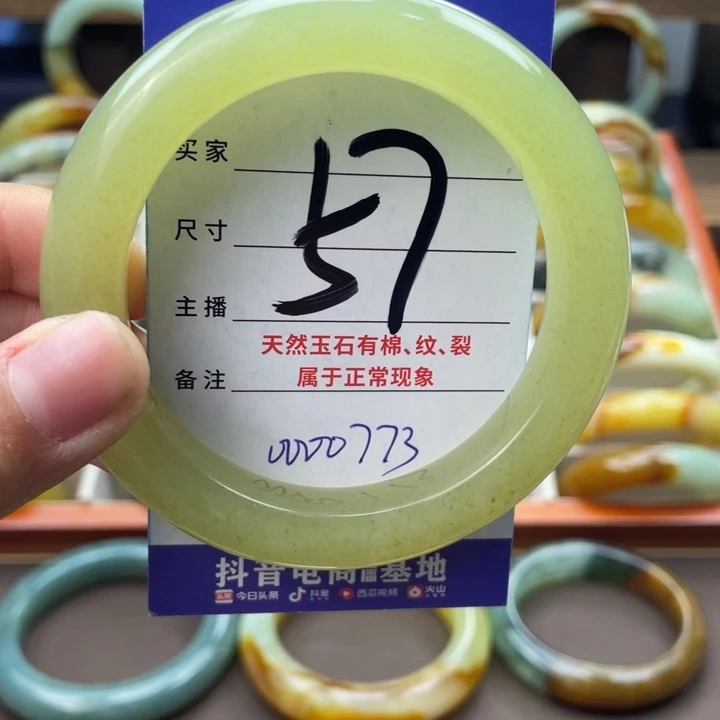 买家
57
尺寸
主播
天然玉石有棉、纹、裂
备注
属于正常现象
0000773
抖音电商直播基地
今日头条 抖音 西瓜视频 火山